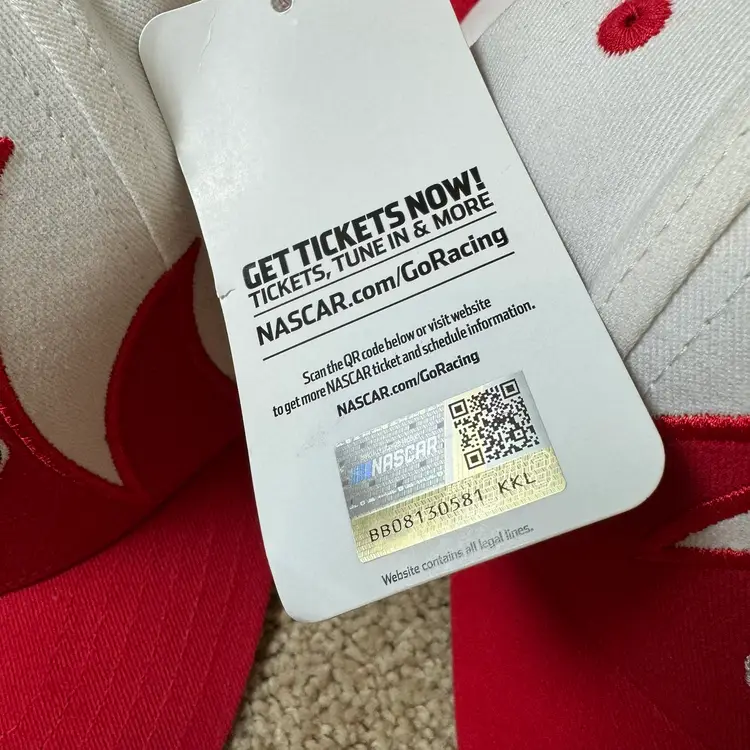 GET TICKETS NOW!
TICKETS, TUNE IN & MORE
NASCAR.com/GoRacing
Scan the QR code below or visit website
to get more NASCAR ticket and schedule information.
NASCAR.com/GoRacing
NASCAR
BB08130581 KKL
Website contains all legal lines.